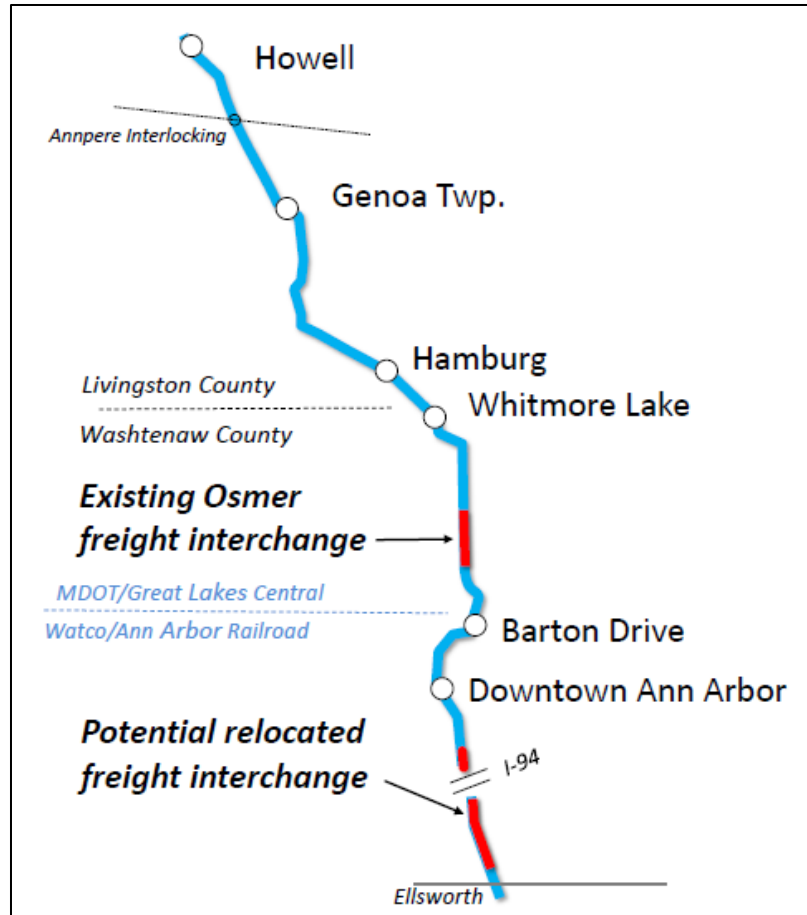 Howell
Annpere Interlocking
Genoa Twp.
Hamburg
Livingston County
Whitmore Lake
Washtenaw County
Existing Osmer
freight interchange
MDOT/Great Lakes Central
Watco/Ann Arbor Railroad
Barton Drive
Downtown Ann Arbor
Potential relocated
freight interchange
I-94
Ellsworth